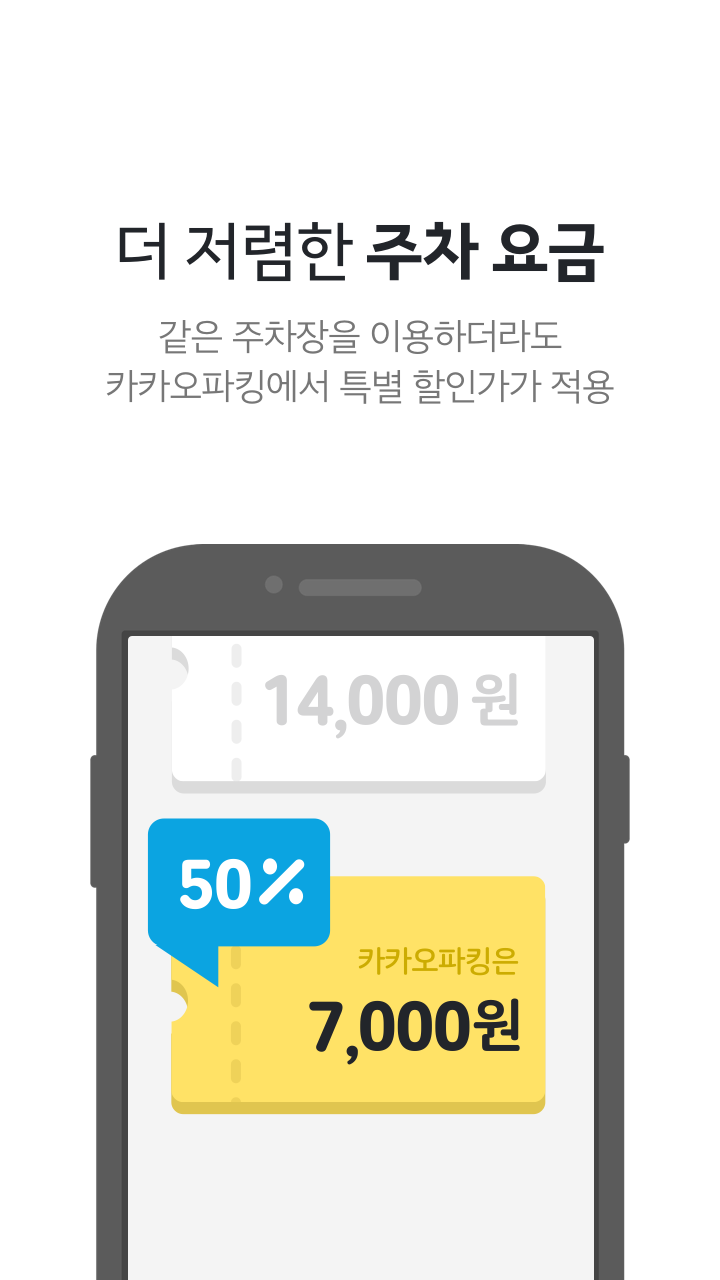 더 저렴한 주차 요금
같은 주차장을 이용하더라도
카카오파킹에서 특별 할인가가 적용
14,000 원
50%
카카오파킹은
7,000원